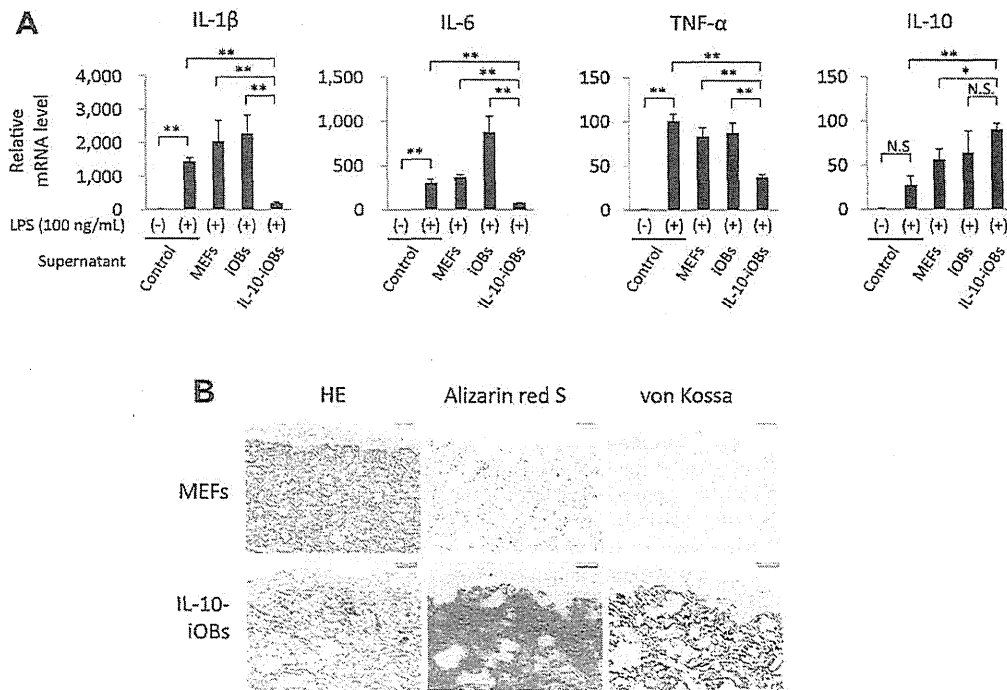 A
IL-1β
IL-6
TNF-α
IL-10
Relative
mRNA level
4,000
3,000
2,000
1,000
0
**
**
**
**
1,500
1,000
500
0
**
**
**
**
150
100
50
0
**
**
**
**
150
100
50
0
**
*
N.S.
N.S
LPS (100 ng/mL)
(-) (+) (+) (+) (+)
(-) (+) (+) (+) (+)
(-) (+) (+) (+) (+)
(-) (+) (+) (+) (+)
Supernatant
Control MEFs iOBs IL-10-iOBs
Control MEFs iOBs IL-10-iOBs
Control MEFs iOBs IL-10-iOBs
Control MEFs iOBs IL-10-iOBs
B
HE
Alizarin red S
von Kossa
MEFs
IL-10-
iOBs